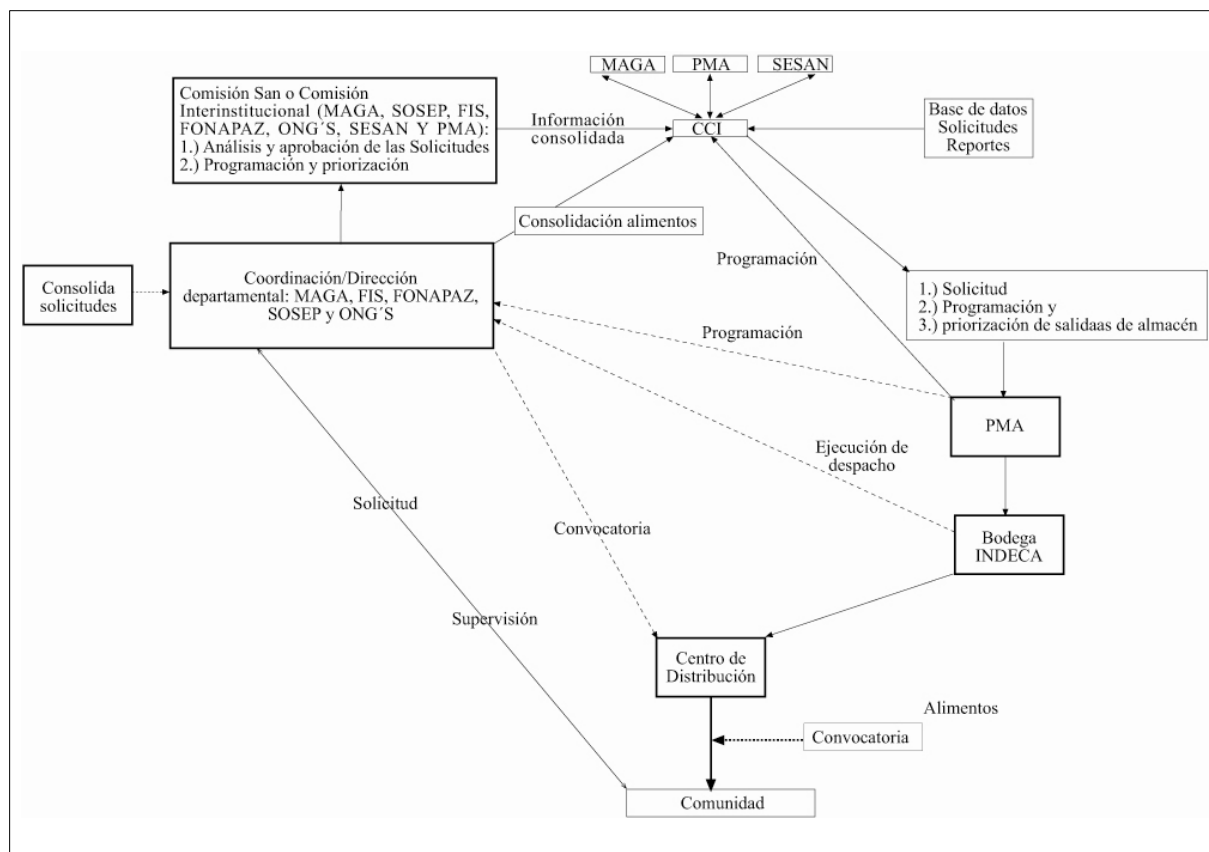 MAGA
PMA
SESAN
Comisión San o Comisión
Interinstitucional (MAGA, SOSEP, FIS,
FONAPAZ, ONG´S, SESAN Y PMA):
1.) Análisis y aprobación de las Solicitudes
2.) Programación y priorización
Información
consolidada
CCI
Base de datos
Solicitudes
Reportes
Consolidación alimentos
Programación
Consolida
solicitudes
Coordinación/Dirección
departamental: MAGA, FIS, FONAPAZ,
SOSEP y ONG´S
1.) Solicitud
2.) Programación y
3.) priorización de salidaas de almacén
Programación
PMA
Ejecución de
despacho
Solicitud
Convocatoria
Bodega
INDECA
Supervisión
Centro de
Distribución
Alimentos
Convocatoria
Comunidad